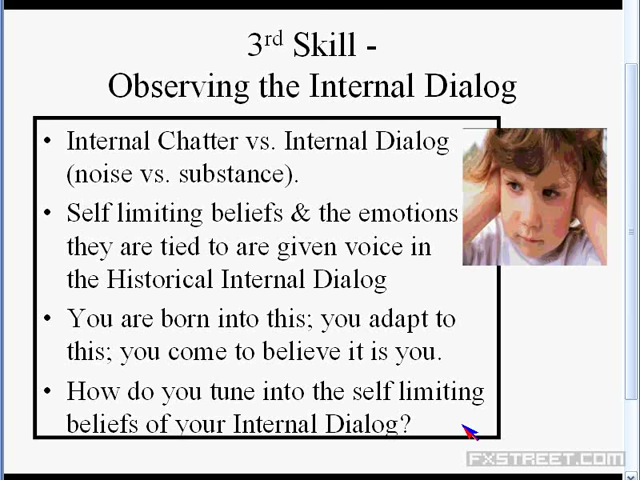 3rd Skill -
Observing the Internal Dialog
• Internal Chatter vs. Internal Dialog
(noise vs. substance).
• Self limiting beliefs & the emotions
they are tied to are given voice in
the Historical Internal Dialog
• You are born into this; you adapt to
this; you come to believe it is you.
• How do you tune into the self limiting
beliefs of your Internal Dialog?
FXSTREET.COM